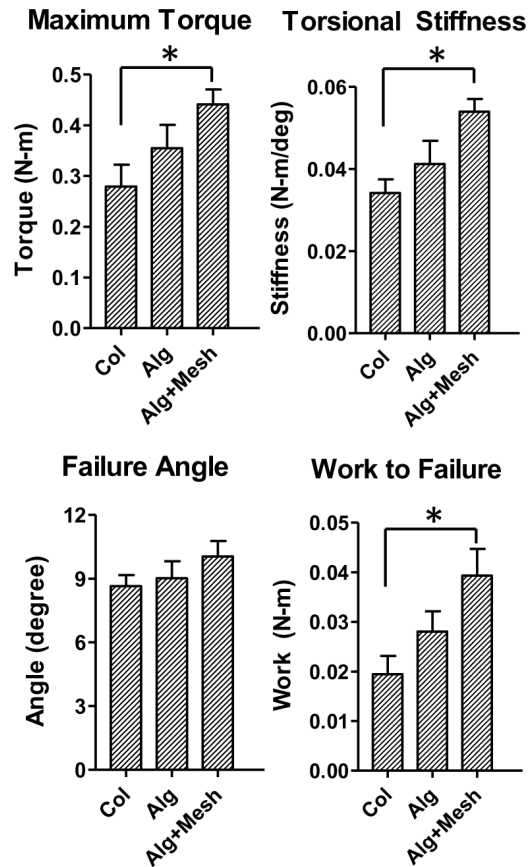 Maximum Torque
*
Torque (N-m)
0.5
0.4
0.3
0.2
0.1
0.0
Col
Alg
Alg+Mesh
Torsional Stiffness
*
Stiffness (N-m/deg)
0.06
0.04
0.02
0.00
Col
Alg
Alg+Mesh
Failure Angle
Angle (degree)
12
9
6
3
0
Col
Alg
Alg+Mesh
Work to Failure
*
Work (N-m)
0.05
0.04
0.03
0.02
0.01
0.00
Col
Alg
Alg+Mesh